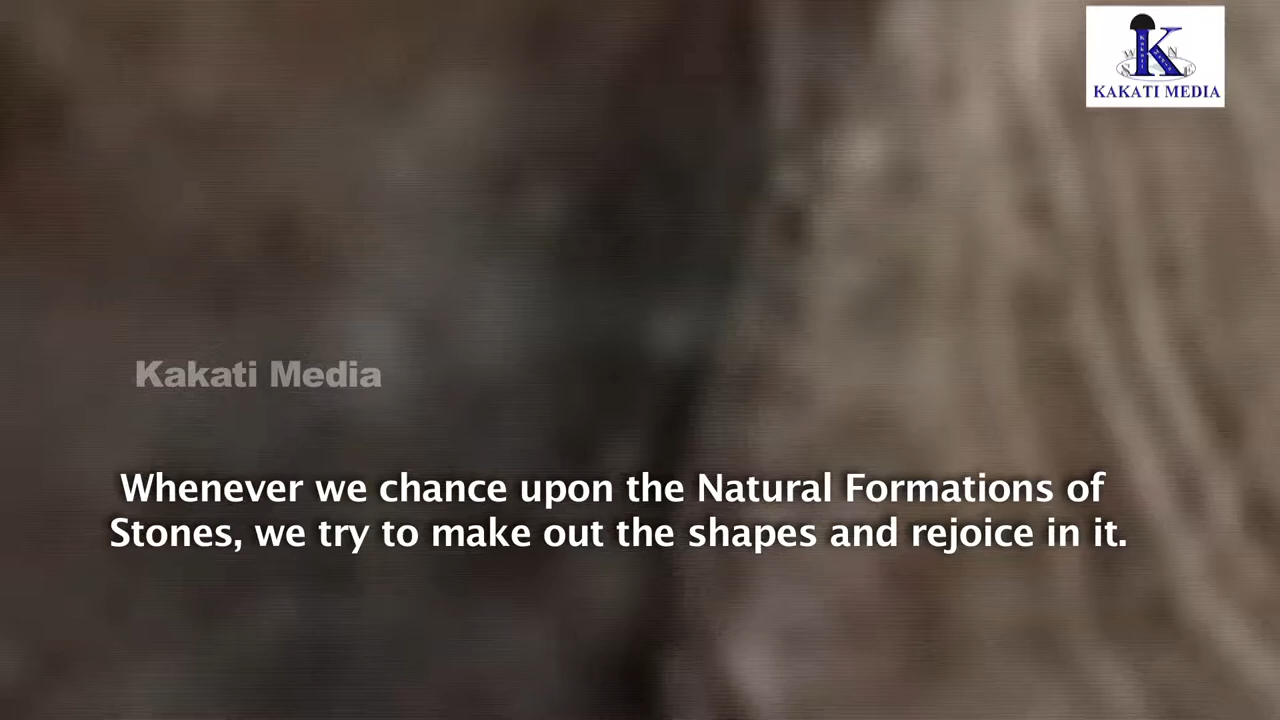 K
W N
S E
KAKATI MEDIA
Kakati Media
Whenever we chance upon the Natural Formations of
Stones, we try to make out the shapes and rejoice in it.